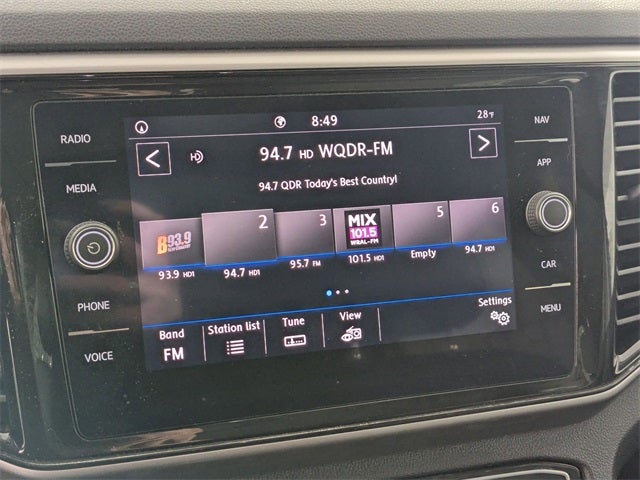 RADIO
MEDIA
PHONE
VOICE
8:49
28°F
94.7 HD WQDR-FM
94.7 QDR Today's Best Country!
B93.9
2
3
MIX
101.5
WRAL-FM
5
6
93.9 HD1
94.7 HD1
95.7 FM
101.5 HD1
Empty
94.7 HD1
Band
FM
Station list
Tune
View
Settings
NAV
APP
CAR
MENU